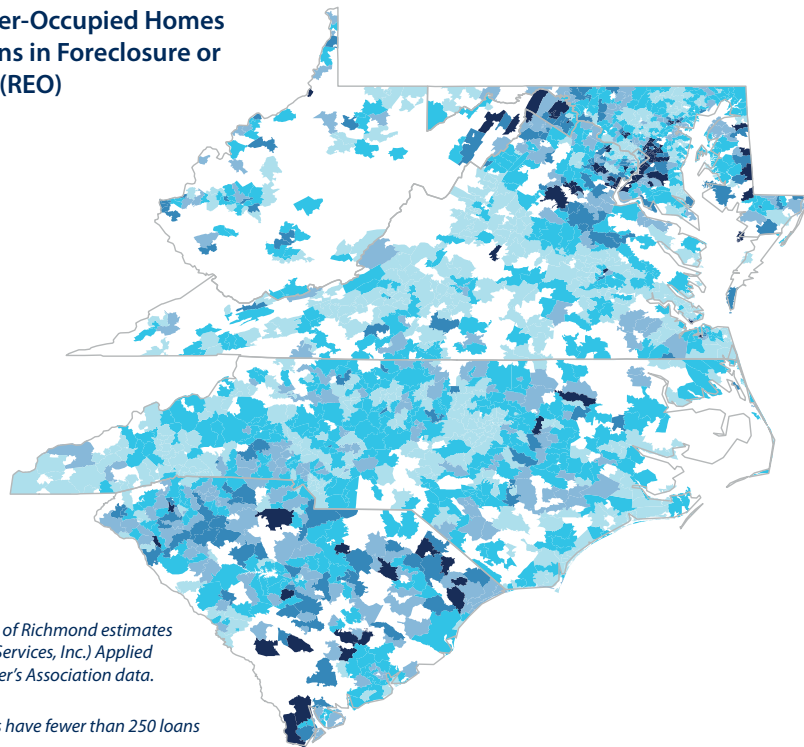 er-Occupied Homes
ns in Foreclosure or
(REO)
of Richmond estimates
Services, Inc.) Applied
er's Association data.
s have fewer than 250 loans